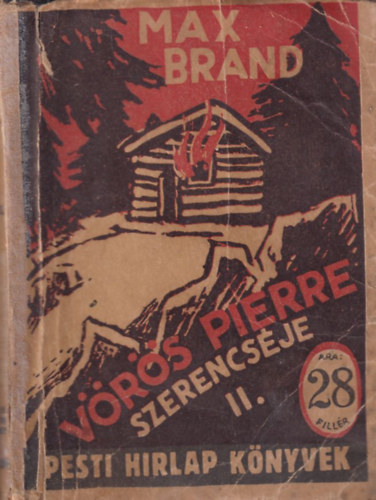 MAX
BRAND
VÖRÖS PIERRE
SZERENCSÉJE
II.
ÁRA:
28
FILLÉR
PESTI HIRLAP KÖNYVEK